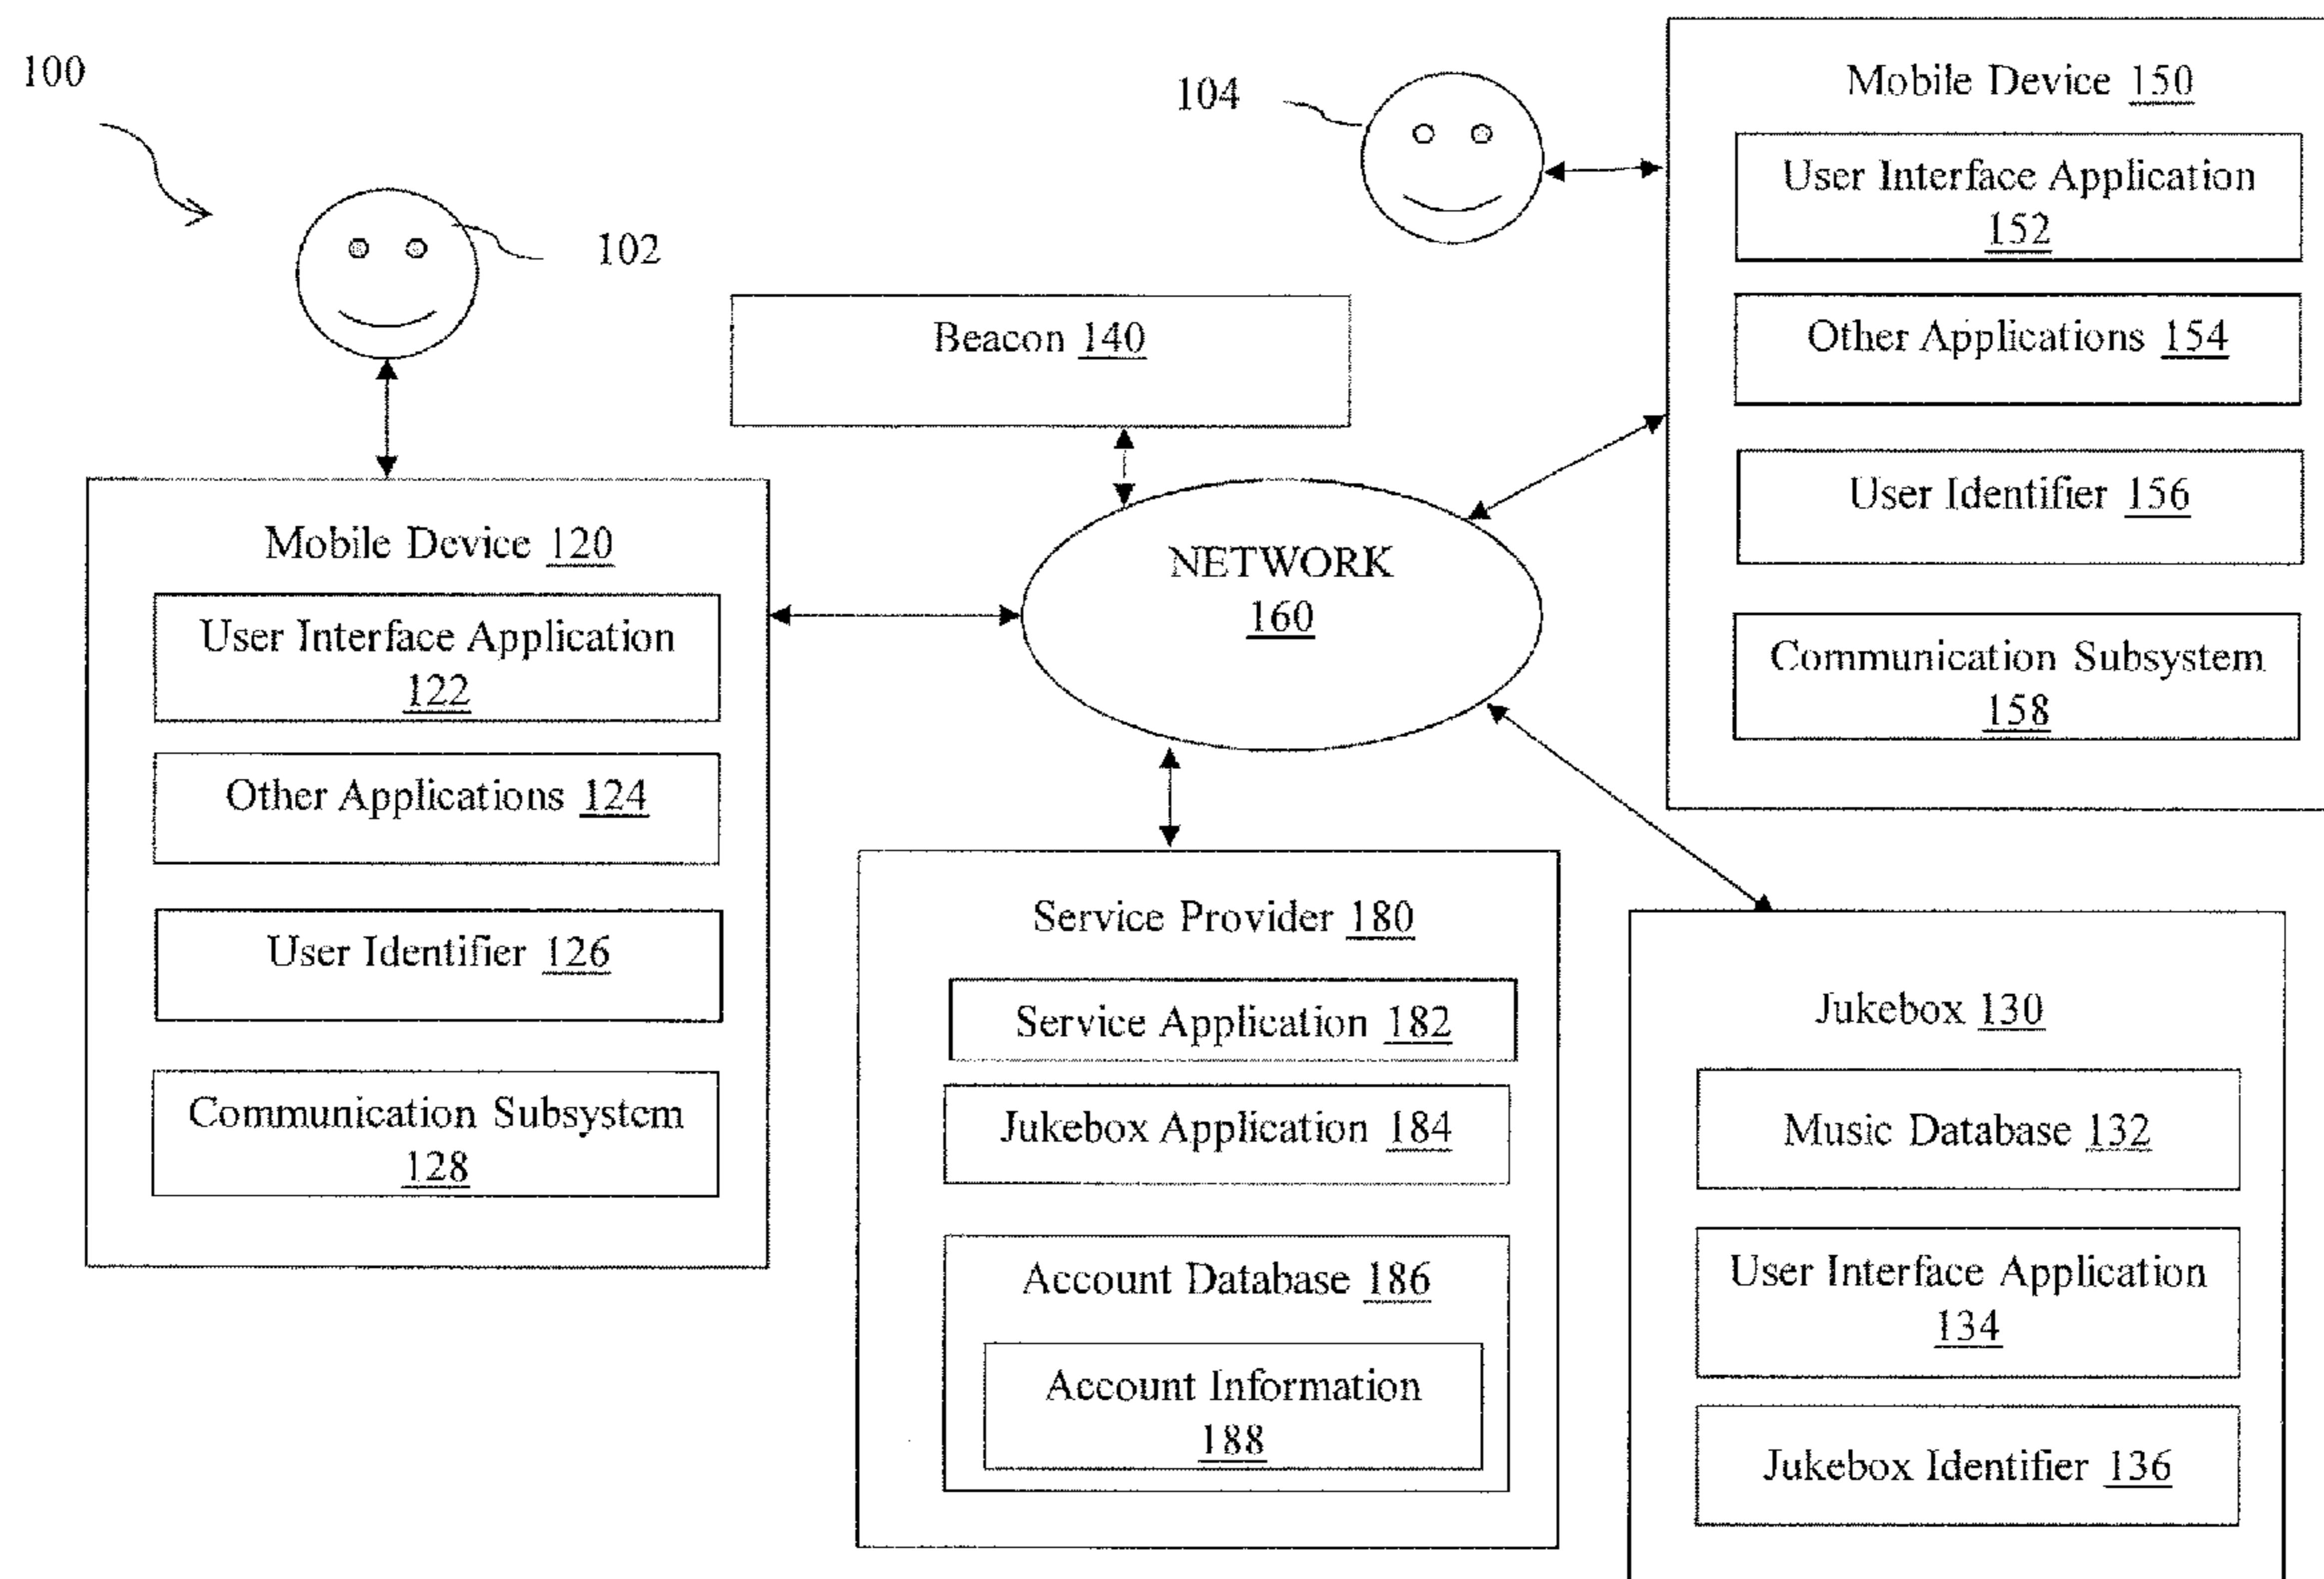 100
102
104
Mobile Device 150
User Interface Application
152
Other Applications 154
User Identifier 156
Communication Subsystem
158
Beacon 140
Mobile Device 120
User Interface Application
122
Other Applications 124
User Identifier 126
Communication Subsystem
128
NETWORK
160
Service Provider 180
Service Application 182
Jukebox Application 184
Account Database 186
Account Information
188
Jukebox 130
Music Database 132
User Interface Application
134
Jukebox Identifier 136